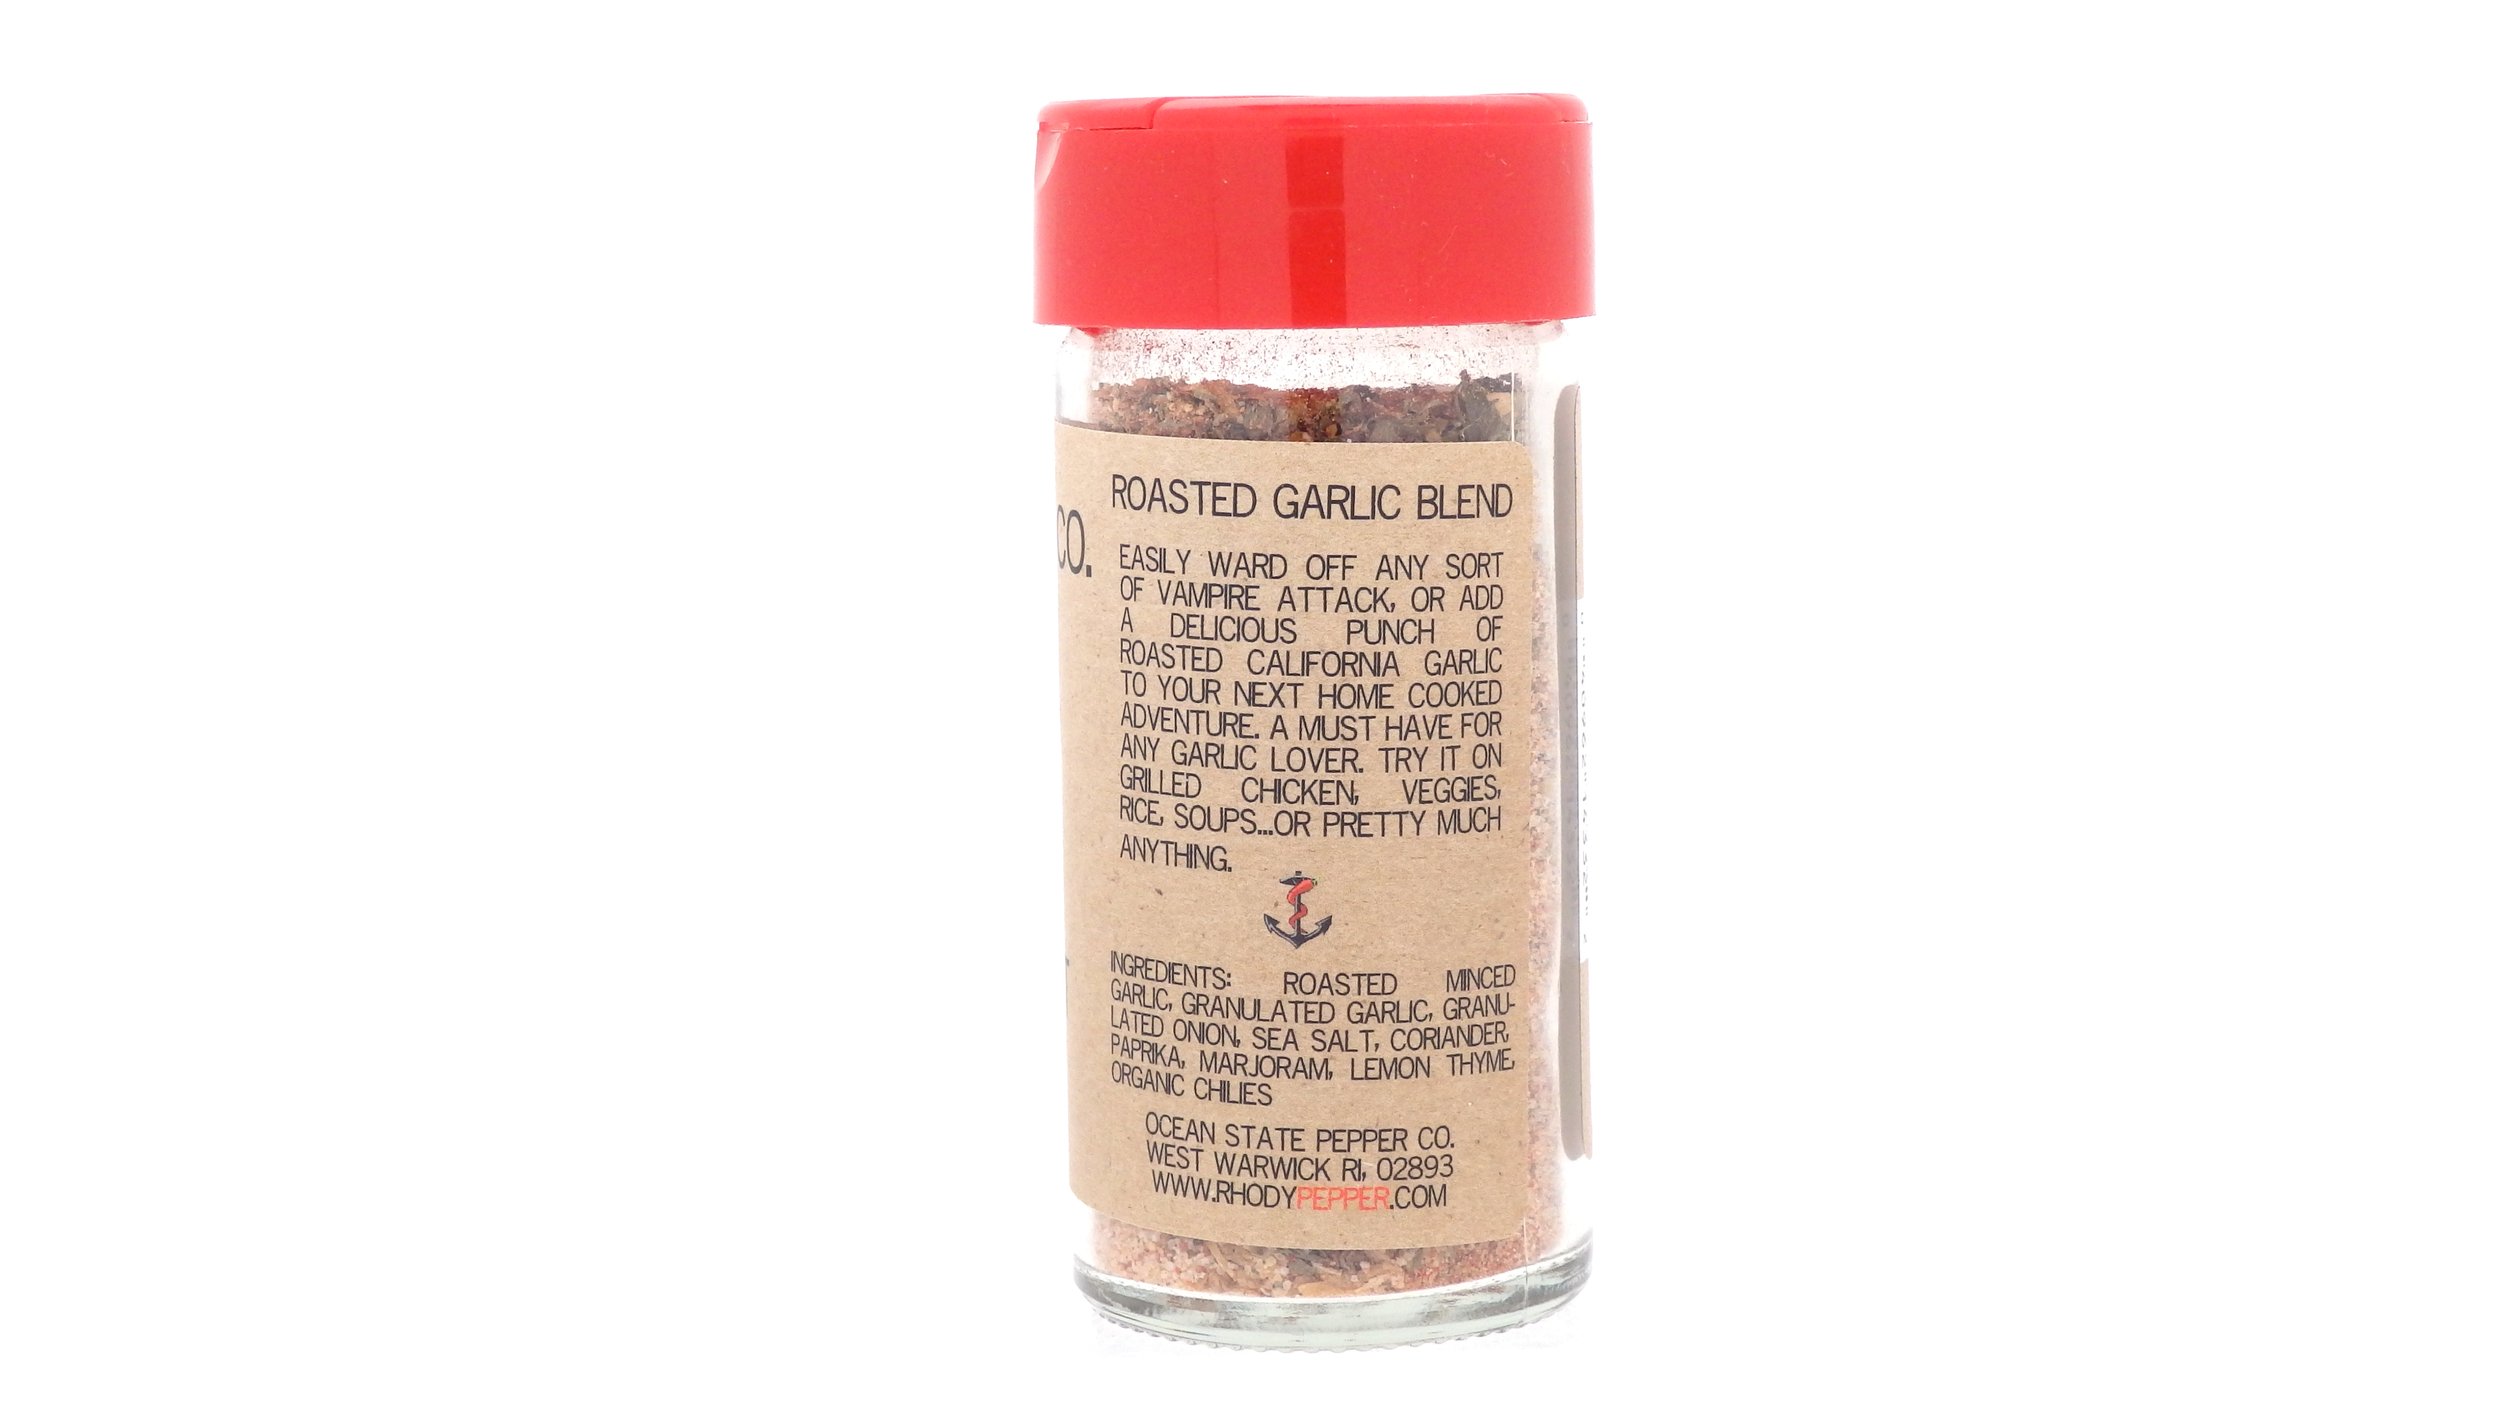 CO.
ROASTED GARLIC BLEND
EASILY WARD OFF ANY SORT
OF VAMPIRE ATTACK, OR ADD
A DELICIOUS PUNCH OF
ROASTED CALIFORNIA GARLIC
TO YOUR NEXT HOME COOKED
ADVENTURE. A MUST HAVE FOR
ANY GARLIC LOVER. TRY IT ON
GRILLED CHICKEN, VEGGIES,
RICE, SOUPS...OR PRETTY MUCH
ANYTHING.
INGREDIENTS: ROASTED MINCED
GARLIC, GRANULATED GARLIC, GRANU-
LATED ONION, SEA SALT, CORIANDER,
PAPRIKA, MARJORAM, LEMON THYME,
ORGANIC CHILIES
OCEAN STATE PEPPER CO.
WEST WARWICK RI, 02893
WWW.RHODYPEPPER.COM